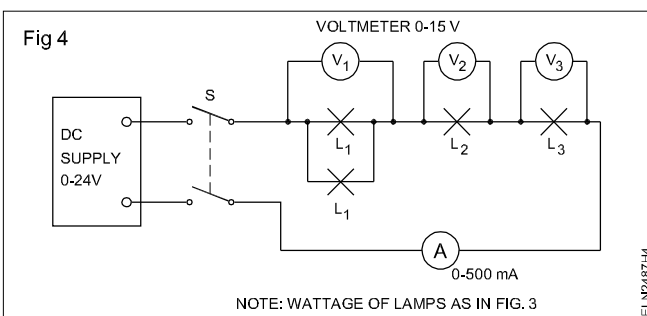 Fig 4
VOLTMETER 0-15 V
V1
V2
V3
S
DC
SUPPLY
0-24V
L1
L2
L3
L1
A
0-500 mA
NOTE: WATTAGE OF LAMPS AS IN FIG. 3
ELN2487H4